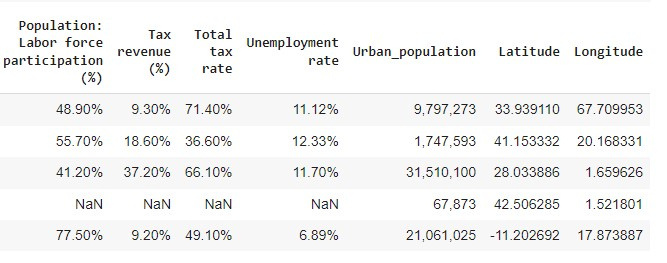 Population: Labor force participation (%) Tax revenue (%) Total tax rate Unemployment rate Urban_population Latitude Longitude
48.90% 9.30% 71.40% 11.12% 9,797,273 33.939110 67.709953
55.70% 18.60% 36.60% 12.33% 1,747,593 41.153332 20.168331
41.20% 37.20% 66.10% 11.70% 31,510,100 28.033886 1.659626
NaN NaN NaN NaN 67,873 42.506285 1.521801
77.50% 9.20% 49.10% 6.89% 21,061,025 -11.202692 17.873887